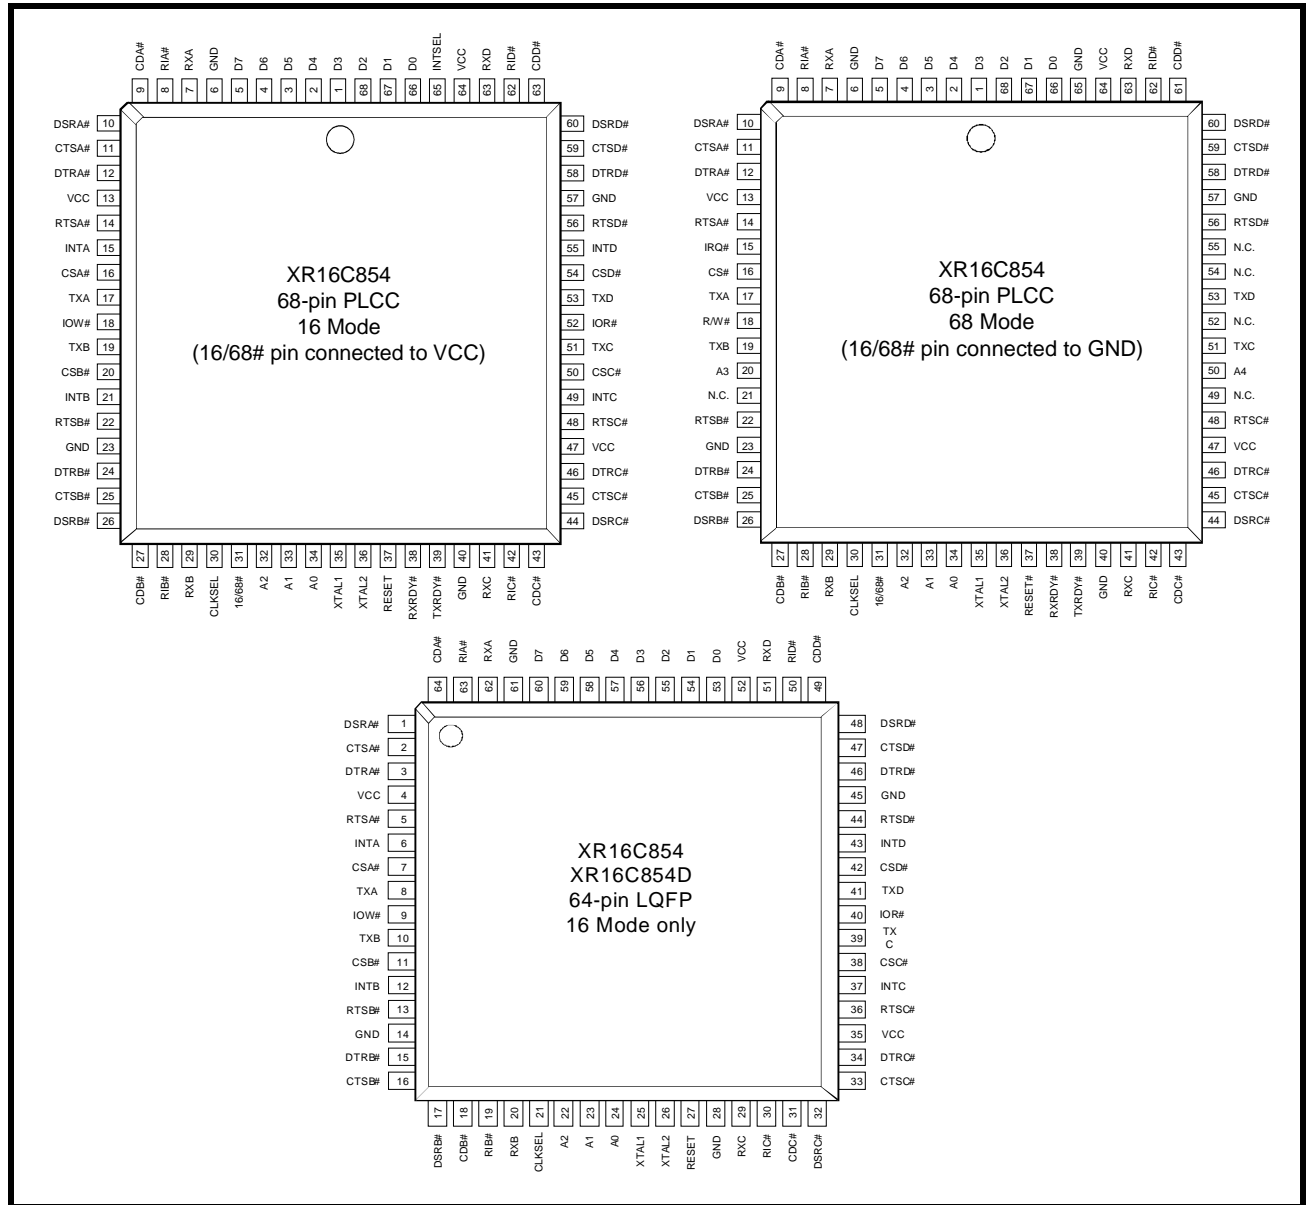 CDA# RIA# RXA GND D7 D6 D5 D4 D3 D2 D1 D0 INTSEL VCC RXD RID# CDD#
9 8 7 6 5 4 3 2 1 68 67 66 65 64 63 62 63
DSRA# 10 60 DSRD#
CTSA# 11 59 CTSD#
DTRA# 12 58 DTRD#
VCC 13 57 GND
RTSA# 14 56 RTSD#
INTA 15 55 INTD
CSA# 16 54 CSD#
TXA 17 53 TXD
IOW# 18 52 IOR#
TXB 19 51 TXC
CSB# 20 50 CSC#
INTB 21 49 INTC
RTSB# 22 48 RTSC#
GND 23 47 VCC
DTRB# 24 46 DTRC#
CTSB# 25 45 CTSC#
DSRB# 26 44 DSRC#
XR16C854
68-pin PLCC
16 Mode
(16/68# pin connected to VCC)
27 28 29 30 31 32 33 34 35 36 37 38 39 40 41 42 43
CDB# RIB# RXB CLKSEL 16/68# A2 A1 A0 XTAL1 XTAL2 RESET RXRDY# TXRDY# GND RXC RIC# CDC#
CDA# RIA# RXA GND D7 D6 D5 D4 D3 D2 D1 D0 GND VCC RXD RID# CDD#
9 8 7 6 5 4 3 2 1 68 67 66 65 64 63 62 61
DSRA# 10 60 DSRD#
CTSA# 11 59 CTSD#
DTRA# 12 58 DTRD#
VCC 13 57 GND
RTSA# 14 56 RTSD#
IRQ# 15 55 N.C.
CS# 16 54 N.C.
TXA 17 53 TXD
R/W# 18 52 N.C.
TXB 19 51 TXC
A3 20 50 A4
N.C. 21 49 N.C.
RTSB# 22 48 RTSC#
GND 23 47 VCC
DTRB# 24 46 DTRC#
CTSB# 25 45 CTSC#
DSRB# 26 44 DSRC#
XR16C854
68-pin PLCC
68 Mode
(16/68# pin connected to GND)
27 28 29 30 31 32 33 34 35 36 37 38 39 40 41 42 43
CDB# RIB# RXB CLKSEL 16/68# A2 A1 A0 XTAL1 XTAL2 RESET# RXRDY# TXRDY# GND RXC RIC# CDC#
CDA# RIA# RXA GND D7 D6 D5 D4 D3 D2 D1 D0 VCC RXD RID# CDD#
64 63 62 61 60 59 58 57 56 55 54 53 52 51 50 49
DSRA# 1 48 DSRD#
CTSA# 2 47 CTSD#
DTRA# 3 46 DTRD#
VCC 4 45 GND
RTSA# 5 44 RTSD#
INTA 6 43 INTD
CSA# 7 42 CSD#
TXA 8 41 TXD
IOW# 9 40 IOR#
TXB 10 39 TX
C
CSB# 11 38 CSC#
INTB 12 37 INTC
RTSB# 13 36 RTSC#
GND 14 35 VCC
DTRB# 15 34 DTRC#
CTSB# 16 33 CTSC#
XR16C854
XR16C854D
64-pin LQFP
16 Mode only
17 18 19 20 21 22 23 24 25 26 27 28 29 30 31 32
DSRB# CDB# RIB# RXB CLKSEL A2 A1 A0 XTAL1 XTAL2 RESET GND RXC RIC# CDC# DSRC#